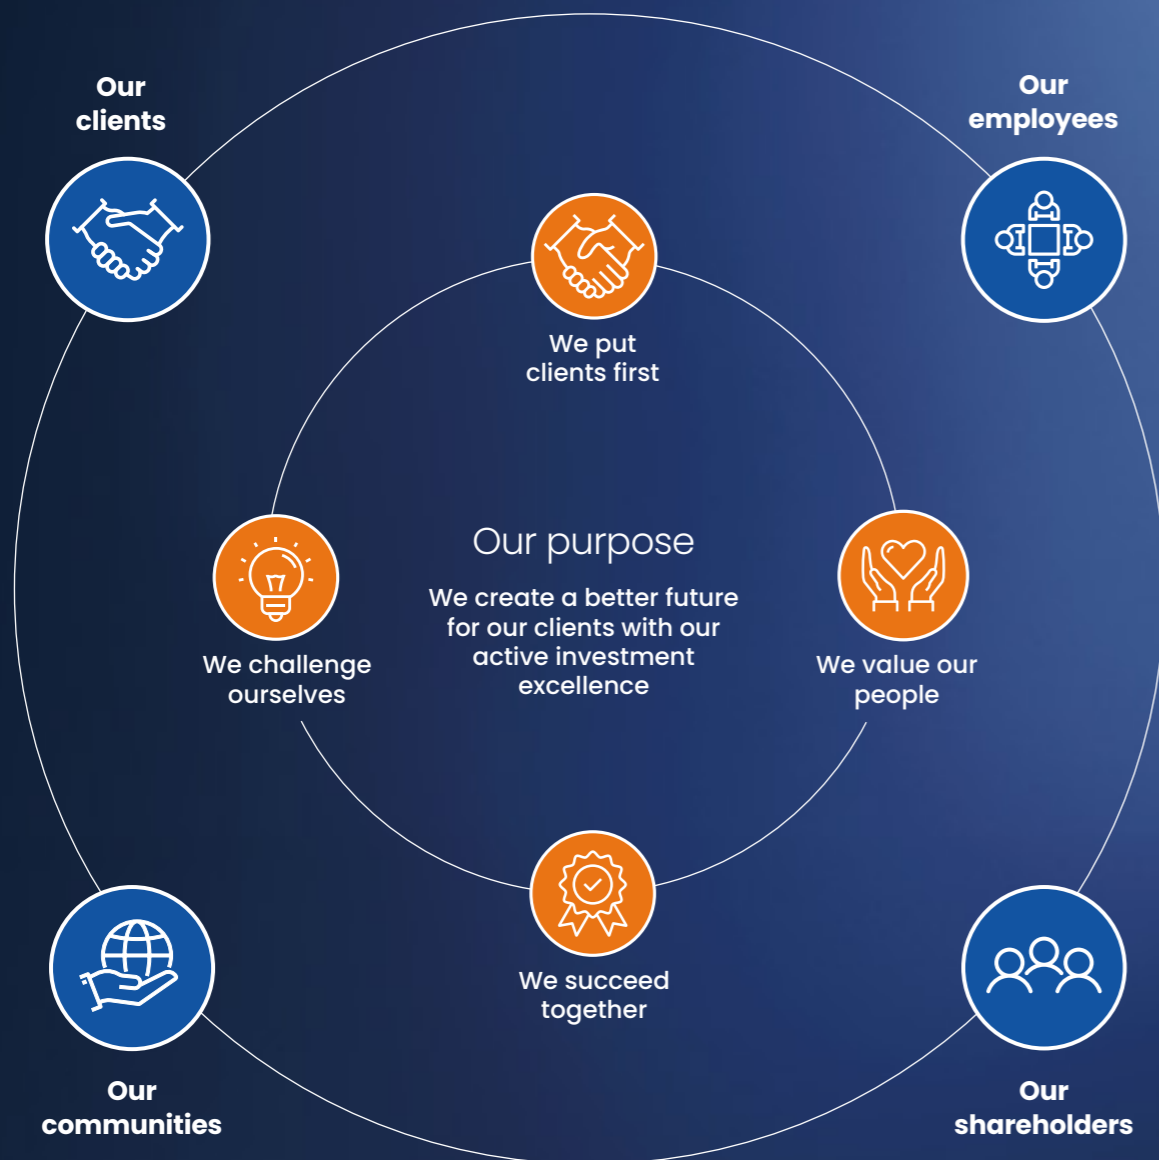 Our
clients
Our
employees
We put
clients first
Our purpose
We create a better future
for our clients with our
active investment
excellence
We challenge
ourselves
We value our
people
We succeed
together
Our
communities
Our
shareholders